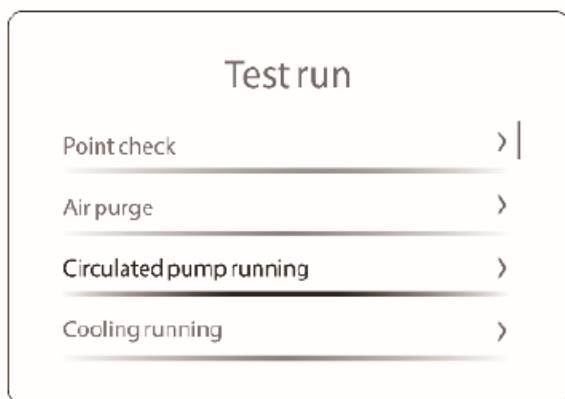 Test run
Point check
Air purge
Circulated pump running
Cooling running